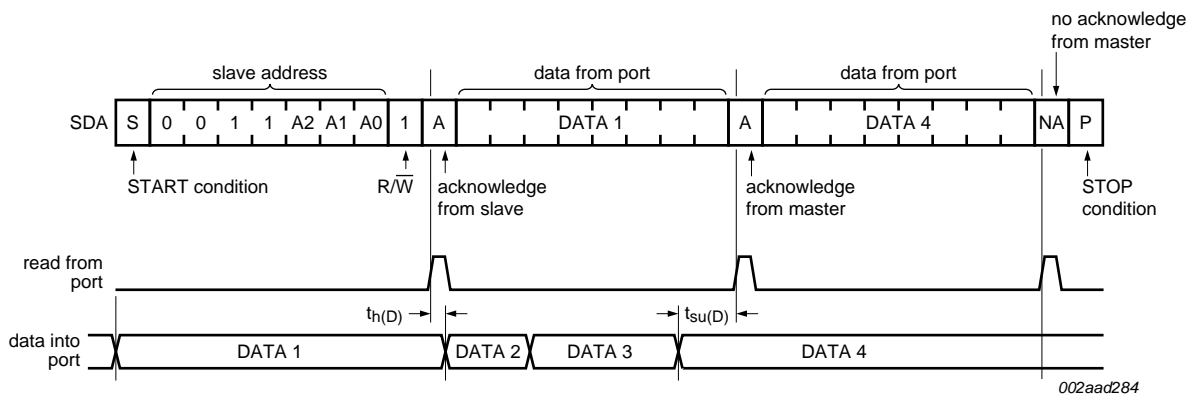 no acknowledge
from master
slave address
data from port
data from port
SDA S 0 0 1 1 A2 A1 A0 1 A DATA 1 A DATA 4 NA P
START condition
R/W̅
acknowledge
from slave
acknowledge
from master
STOP
condition
read from
port
th(D)
tsu(D)
data into
port
DATA 1 DATA 2 DATA 3 DATA 4
002aad284